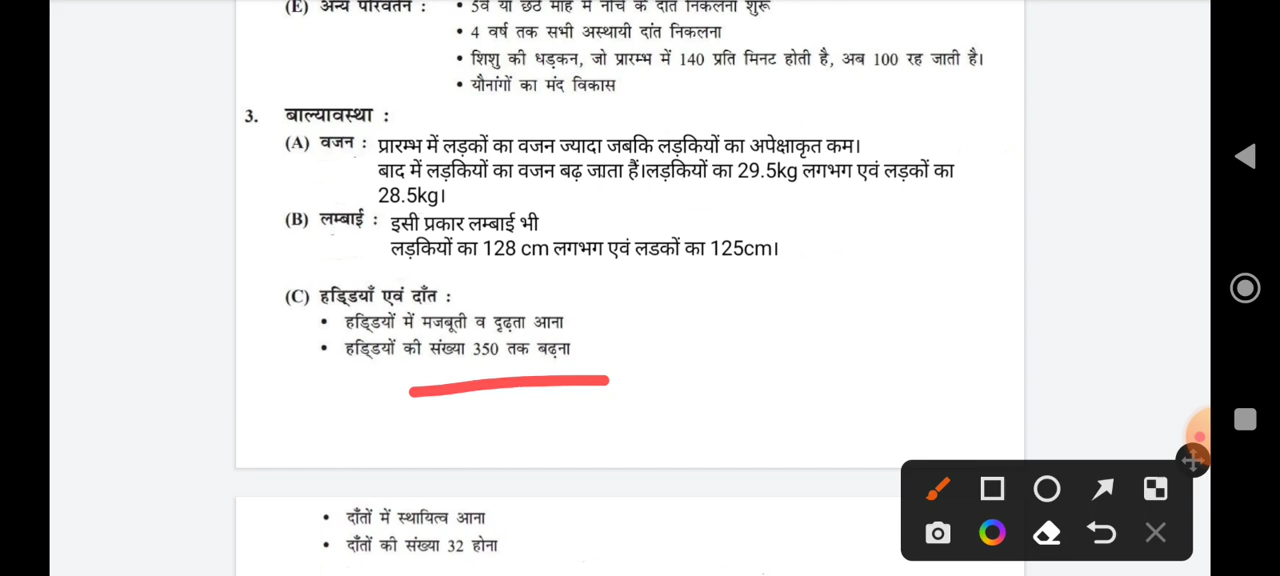 (E) अन्य परिवर्तन : • 5वें या छठे माह में नीचे के दांत निकलना शुरू
• 4 वर्ष तक सभी अस्थायी दांत निकलना
• शिशु की धड़कन, जो प्रारम्भ में 140 प्रति मिनट होती है, अब 100 रह जाती है।
• यौनांगों का मंद विकास
3. बाल्यावस्था :
(A) वजन : प्रारम्भ में लड़कों का वजन ज्यादा जबकि लड़कियों का अपेक्षाकृत कम।
बाद में लड़कियों का वजन बढ़ जाता हैं।लड़कियों का 29.5kg लगभग एवं लड़कों का
28.5kg।
(B) लम्बाई : इसी प्रकार लम्बाई भी
लड़कियों का 128 cm लगभग एवं लडकों का 125cm।
(C) हड्डियाँ एवं दाँत :
• हड्डियों में मजबूती व दृढ़ता आना
• हड्डियों की संख्या 350 तक बढ़ना
• दाँतों में स्थायित्व आना
• दाँतों की संख्या 32 होना